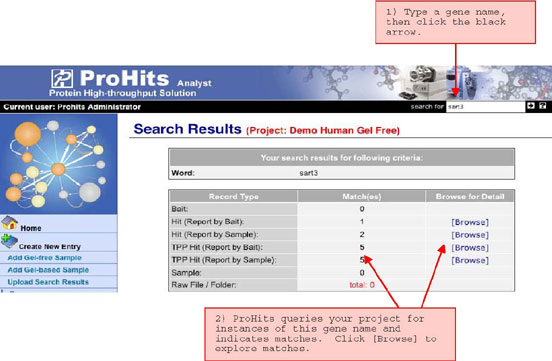 1) Type a gene name,
then click the black
arrow.
ProHits Analyst
Protein High-throughput Solution
Current user: Prohits Administrator
search for sart3
Search Results (Project: Demo Human Gel Free)
Your search results for following criteria:
Word: sart3
Record Type Match(es) Browse for Detail
Bait: 0
Hit (Report by Bait): 1 [Browse]
Hit (Report by Sample): 2 [Browse]
TPP Hit (Report by Bait): 5 [Browse]
TPP Hit (Report by Sample): 5 [Browse]
Sample: 0
Raw File / Folder: total: 0
Home
Create New Entry
Add Gel-free Sample
Add Gel-based Sample
Upload Search Results
2) ProHits queries your project for
instances of this gene name and
indicates matches. Click [Browse] to
explore matches.